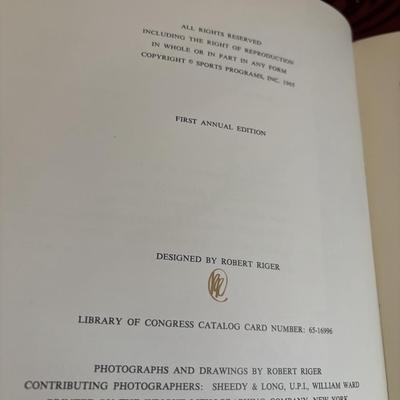 ALL RIGHTS RESERVED
INCLUDING THE RIGHT OF REPRODUCTION
IN WHOLE OR IN PART IN ANY FORM
COPYRIGHT © SPORTS PROGRAMS, INC. 1965
FIRST ANNUAL EDITION
DESIGNED BY ROBERT RIGER
LIBRARY OF CONGRESS CATALOG CARD NUMBER: 65-16996
PHOTOGRAPHS AND DRAWINGS BY ROBERT RIGER
CONTRIBUTING PHOTOGRAPHERS: SHEEDY & LONG, U.P.I., WILLIAM WARD